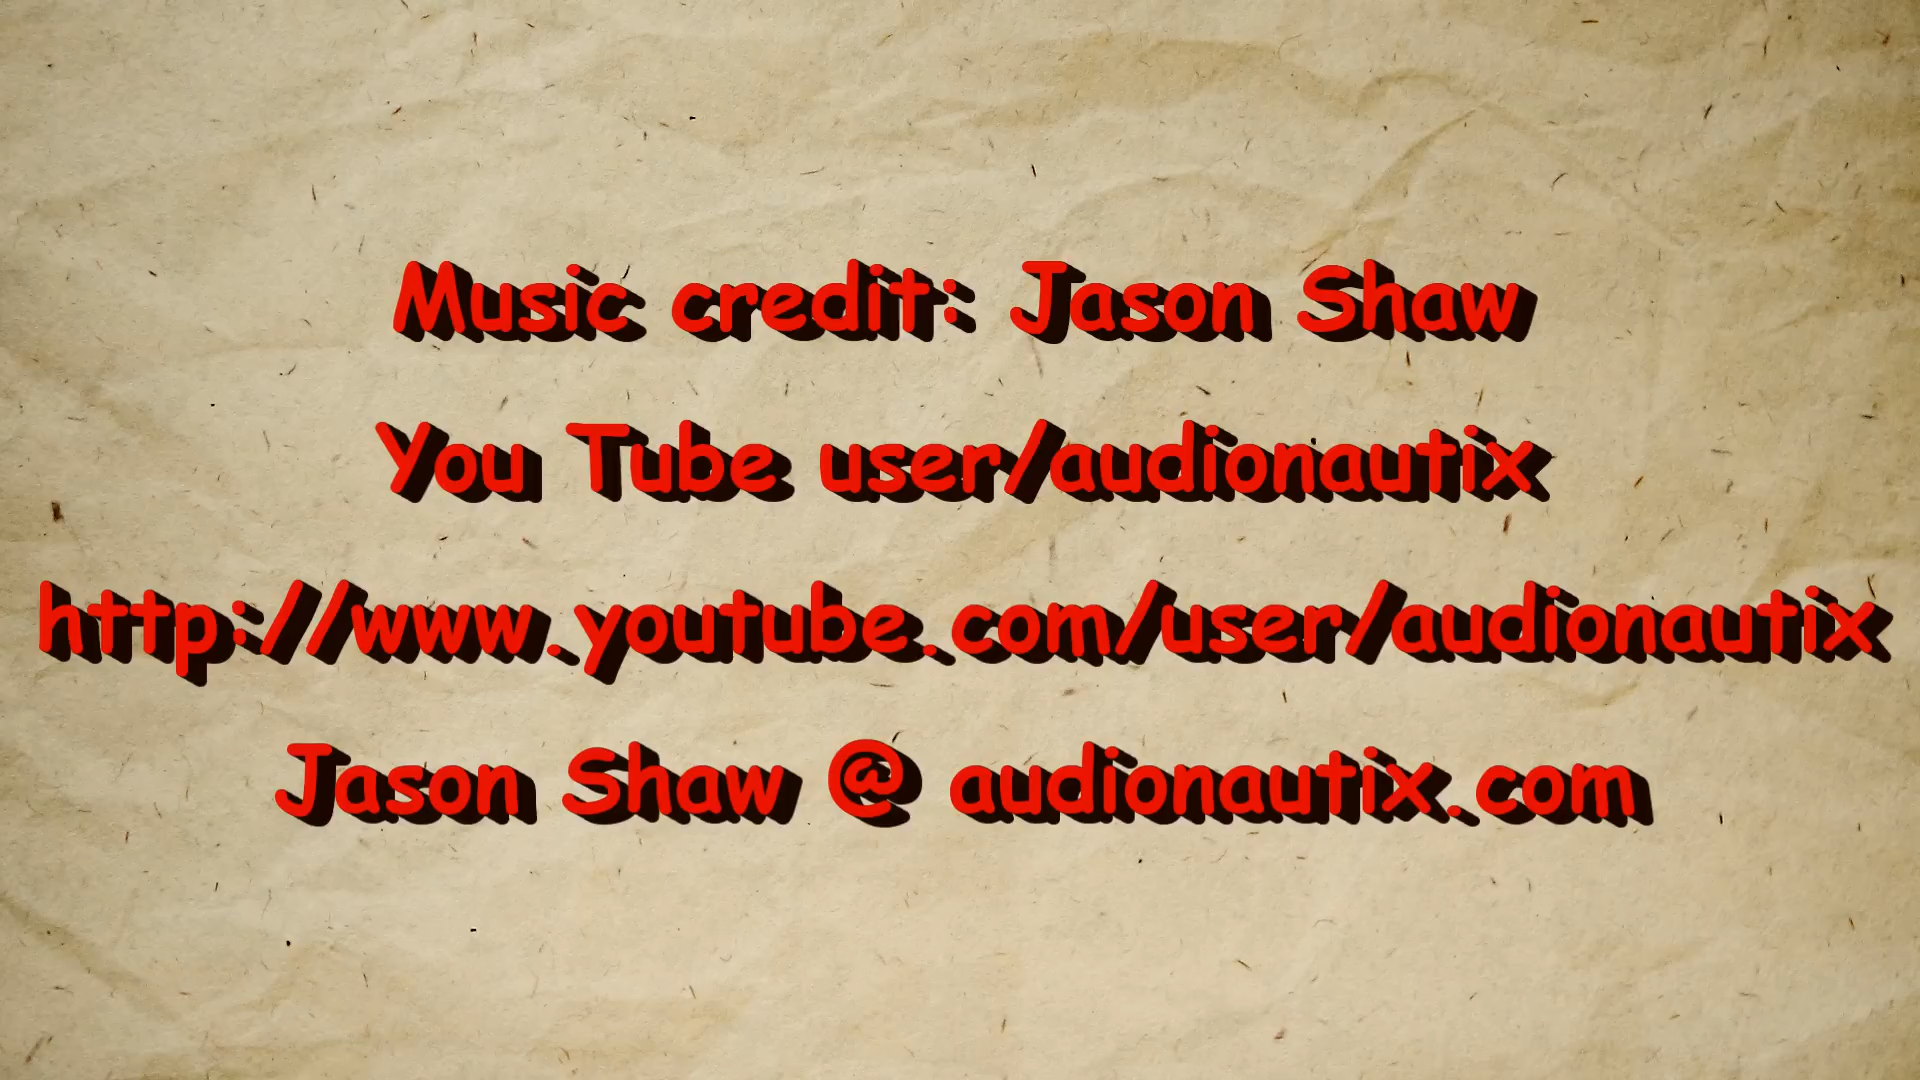 Music credit: Jason Shaw
You Tube user/audionautix
http://www.youtube.com/user/audionautix
Jason Shaw @ audionautix.com